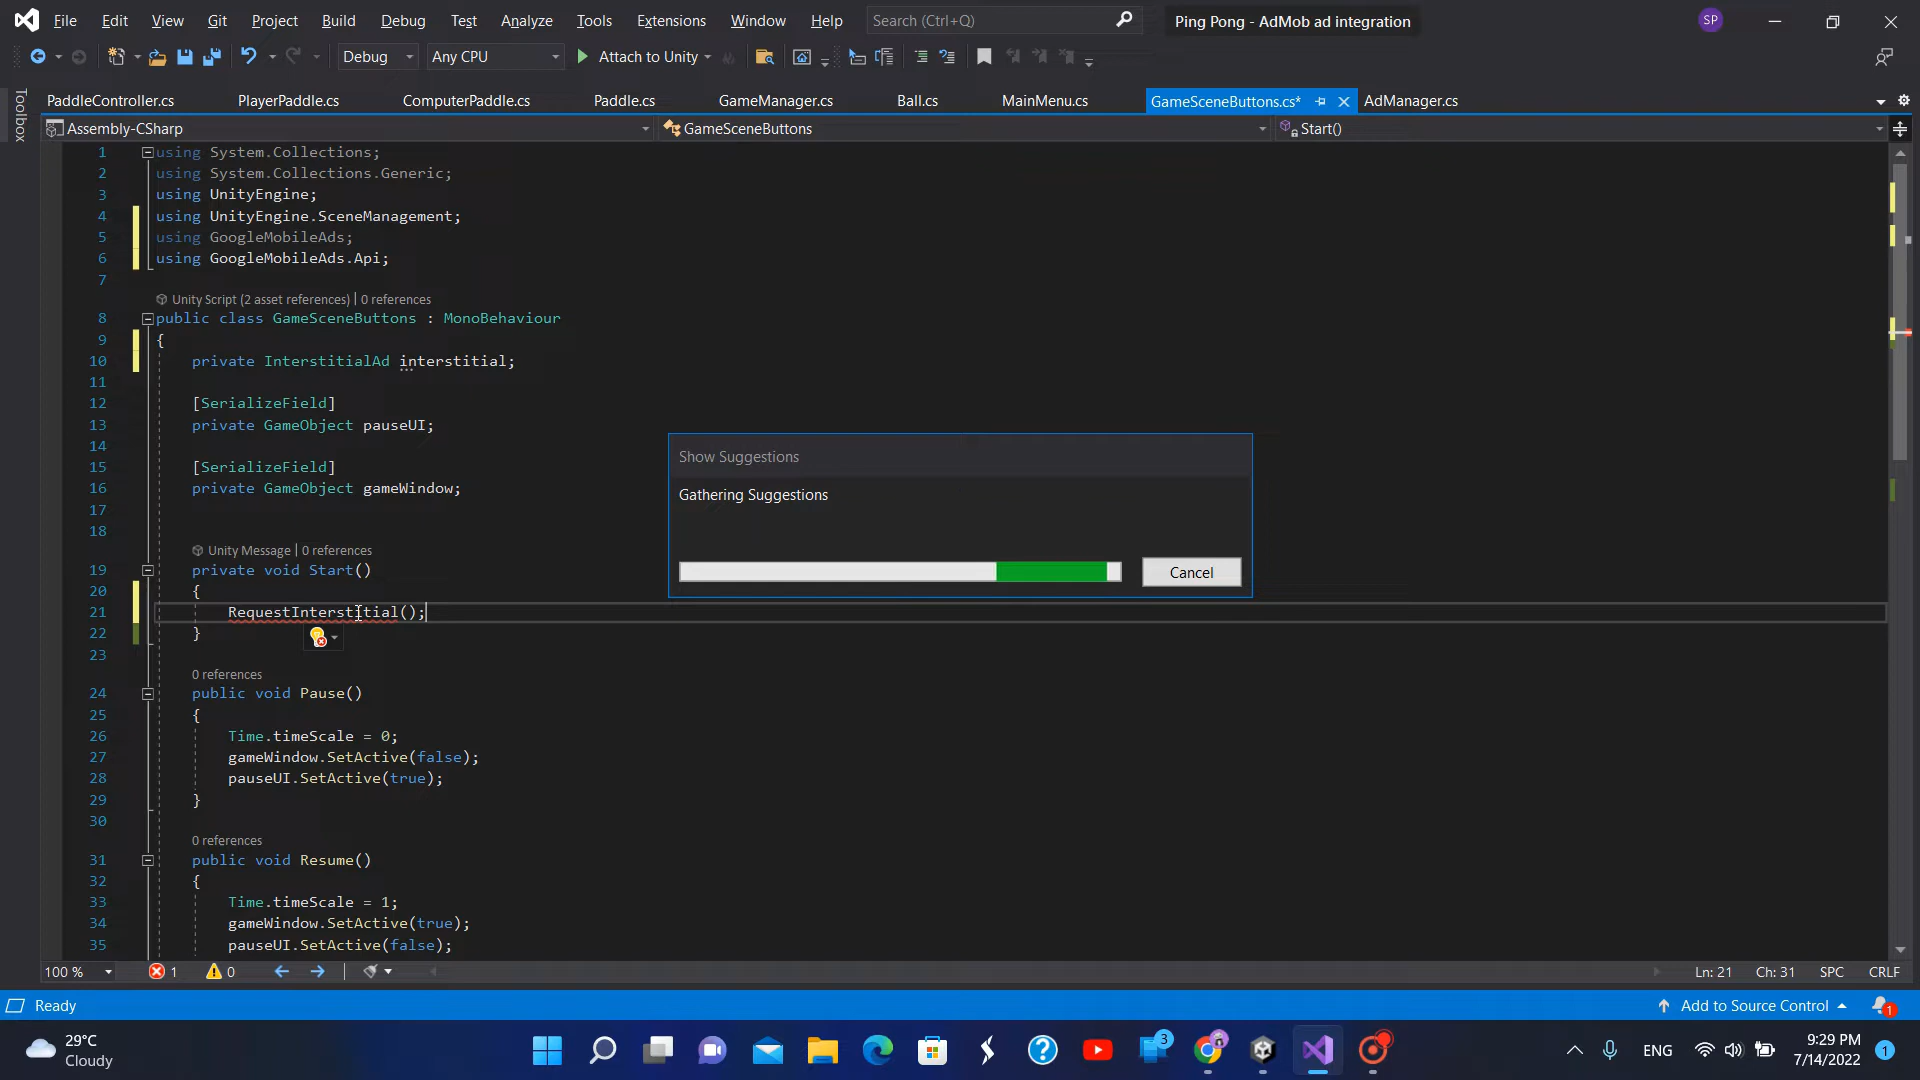 File Edit View Git Project Build Debug Test Analyze Tools Extensions Window Help Search (Ctrl+Q) Ping Pong - AdMob ad integration SP
Debug Any CPU Attach to Unity
PaddleController.cs PlayerPaddle.cs ComputerPaddle.cs Paddle.cs GameManager.cs Ball.cs MainMenu.cs GameSceneButtons.cs* AdManager.cs
Toolbox
Assembly-CSharp GameSceneButtons Start()
1 using System.Collections;
2 using System.Collections.Generic;
3 using UnityEngine;
4 using UnityEngine.SceneManagement;
5 using GoogleMobileAds;
6 using GoogleMobileAds.Api;
7
Unity Script (2 asset references) | 0 references
8 public class GameSceneButtons : MonoBehaviour
9 {
10 private InterstitialAd interstitial;
11
12 [SerializeField]
13 private GameObject pauseUI;
14
15 [SerializeField]
16 private GameObject gameWindow;
17
18
Unity Message | 0 references
19 private void Start()
20 {
21 RequestInterstitial();
22 }
23
0 references
24 public void Pause()
25 {
26 Time.timeScale = 0;
27 gameWindow.SetActive(false);
28 pauseUI.SetActive(true);
29 }
30
0 references
31 public void Resume()
32 {
33 Time.timeScale = 1;
34 gameWindow.SetActive(true);
35 pauseUI.SetActive(false);
Show Suggestions
Gathering Suggestions
Cancel
100 % 1 0 Ln: 21 Ch: 31 SPC CRLF
Ready Add to Source Control 1
29°C
Cloudy
3
ENG
9:29 PM
7/14/2022
1